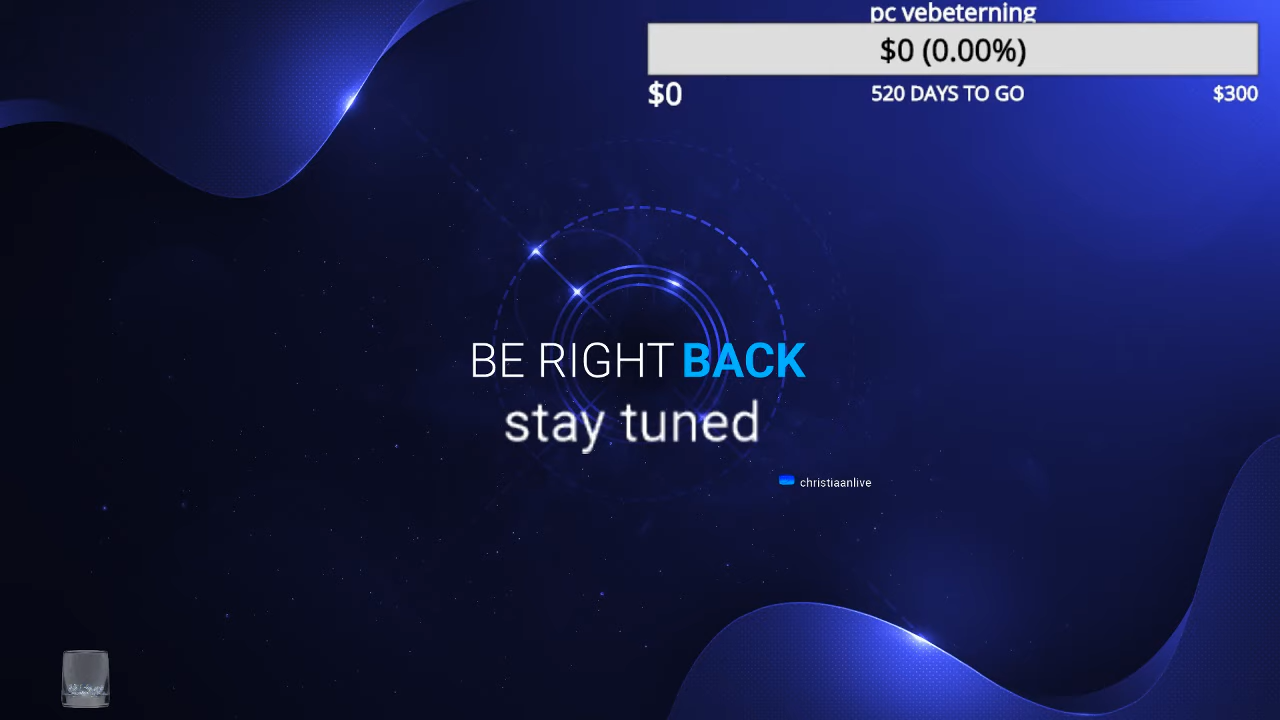 pc vebeterning
$0 (0.00%)
$0 520 DAYS TO GO $300
BE RIGHT BACK
stay tuned
christiaanlive